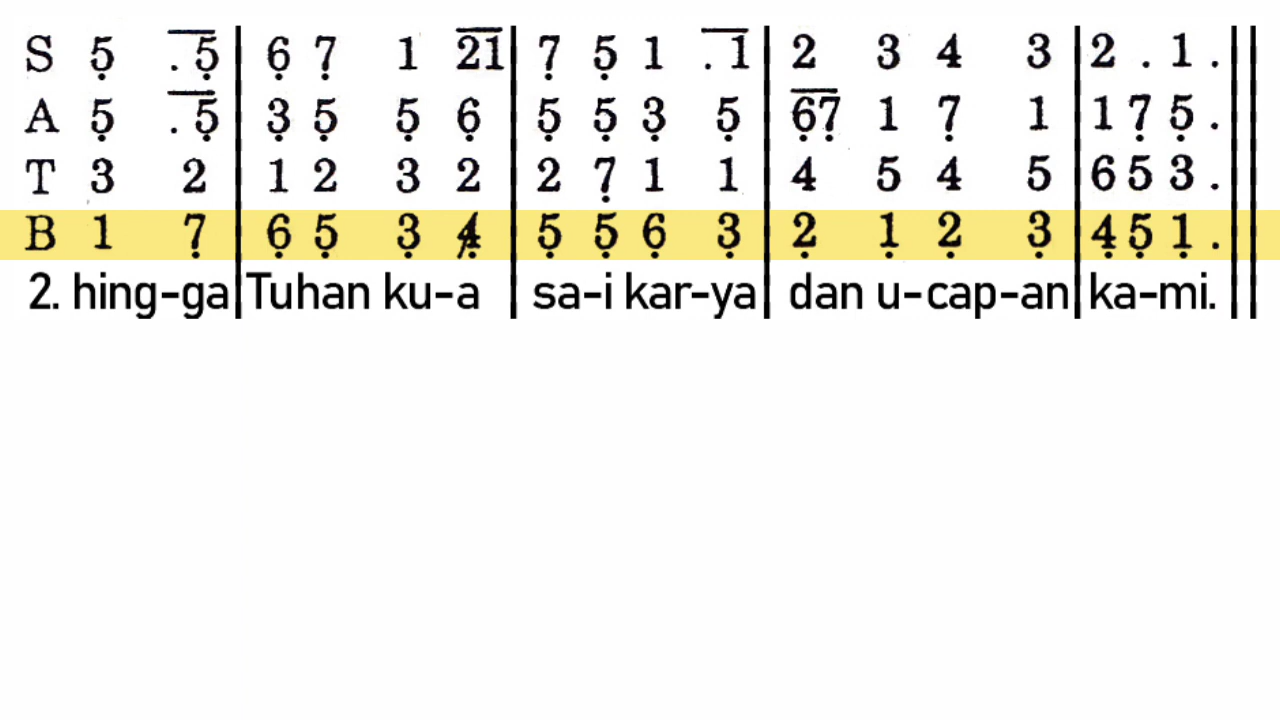 S 5̣ .5̣ | 6̣ 7̣ 1 21 | 7̣ 5̣ 1 .1 | 2 3 4 3 | 2 . 1 . ||
A 5̣ .5̣ | 3̣ 5̣ 5̣ 6̣ | 5̣ 5̣ 3̣ 5̣ | 6̣7̣ 1 7̣ 1 | 1 7̣ 5̣ . ||
T 3 2 | 1 2 3 2 | 2 7̣ 1 1 | 4 5 4 5 | 6 5 3 . ||
B 1 7̣ | 6̣ 5̣ 3̣ 4̸̣ | 5̣ 5̣ 6̣ 3̣ | 2̣ 1̣ 2̣ 3̣ | 4̣ 5̣ 1̣ . ||
2. hing-ga | Tuhan ku-a | sa-i kar-ya | dan u-cap-an | ka-mi. ||